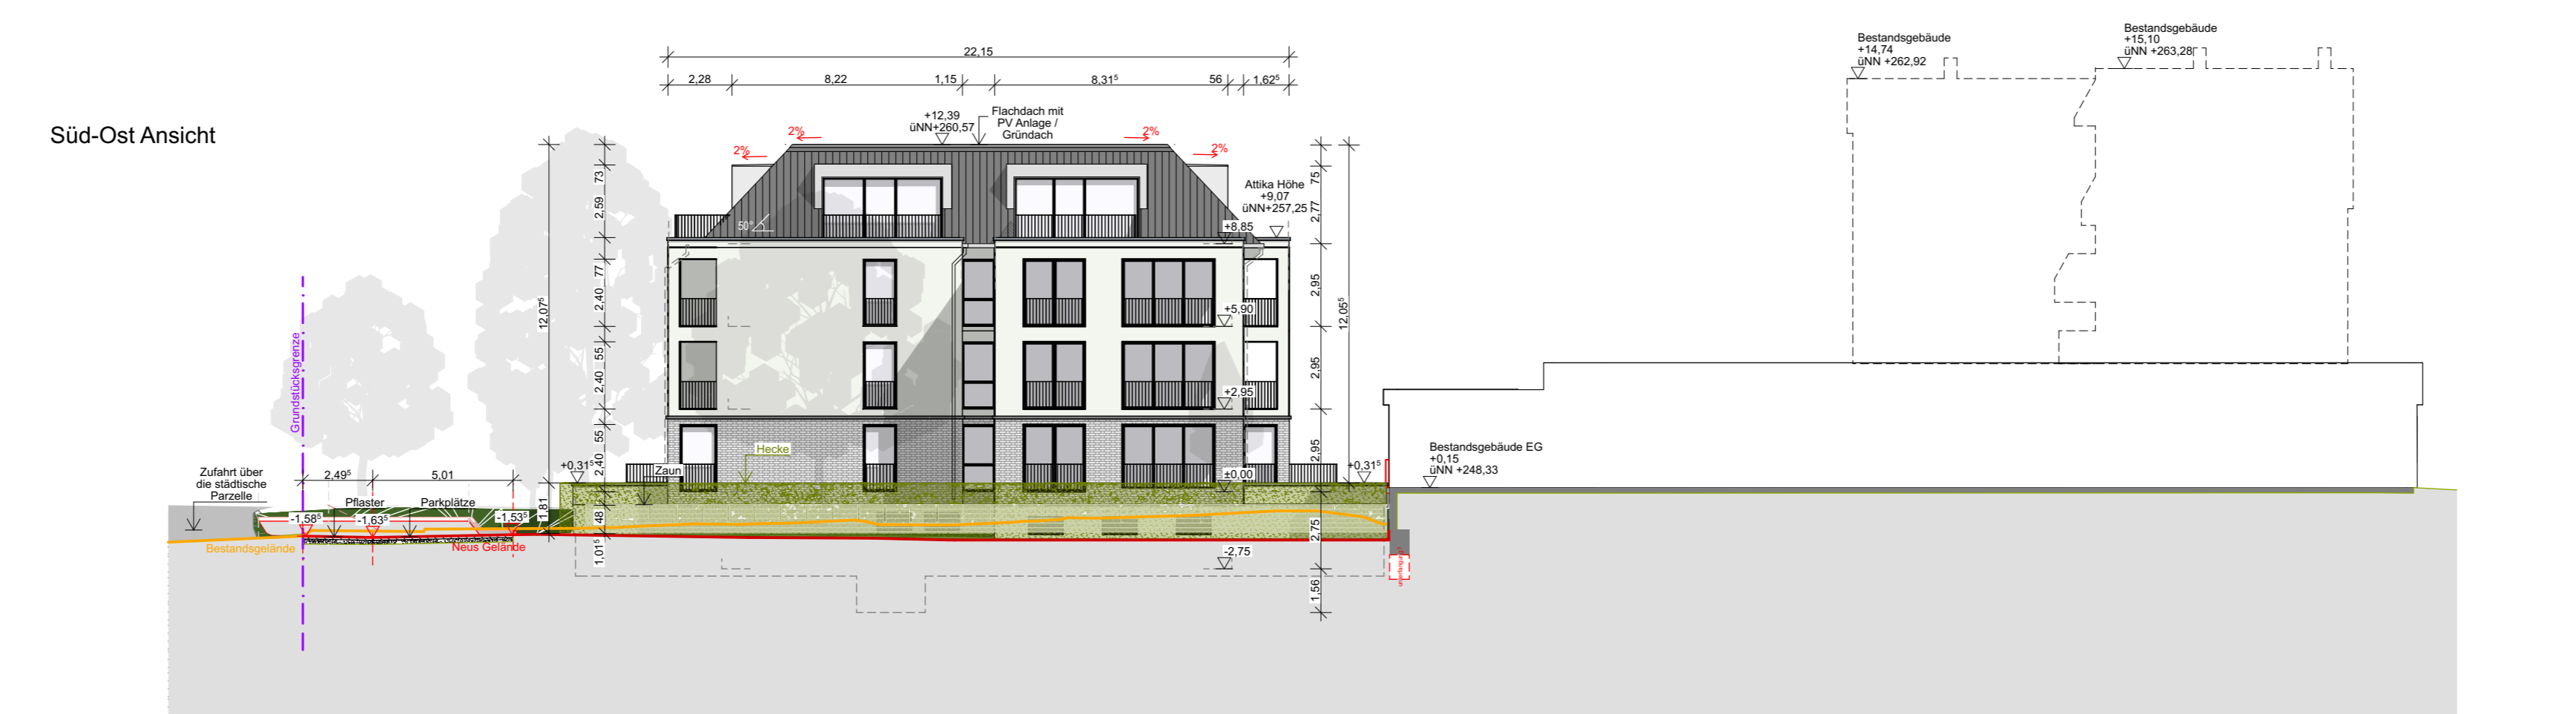 Süd-Ost Ansicht
22,15
2,28
8,22
1,15
8,31⁵
56
1,62⁵
Bestandsgebäude
+14,74
üNN +262,92
Bestandsgebäude
+15,10
üNN +263,28
+12,39
üNN+260,57
Flachdach mit
PV Anlage /
Gründach
2%
2%
2%
2%
Attika Höhe
+9,07
üNN+257,25
+8,85
50°
73
2,59
77
2,40
55
2,40
55
2,40
48
1,01⁵
12,07⁵
1,81
75
2,77
2,95
2,95
2,95
2,75
1,56
12,05⁵
+5,90
+2,95
±0,00
-2,75
+0,31⁵
+0,31⁵
Zaun
Hecke
Grundstücksgrenze
Zufahrt über
die städtische
Parzelle
2,49⁵
5,01
Pflaster
Parkplätze
-1,58⁵
-1,63⁵
-1,53⁵
Bestandsgelände
Neus Gelände
Bestandsgebäude EG
+0,15
üNN +248,33